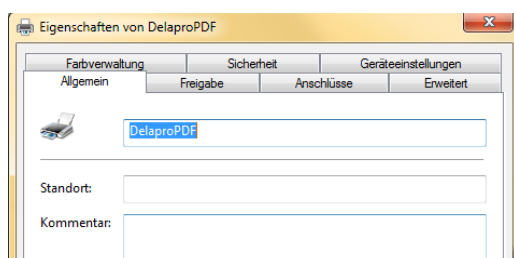 Eigenschaften von DelaproPDF
Farbverwaltung Sicherheit Geräteeinstellungen
Allgemein Freigabe Anschlüsse Erweitert
DelaproPDF
Standort:
Kommentar: